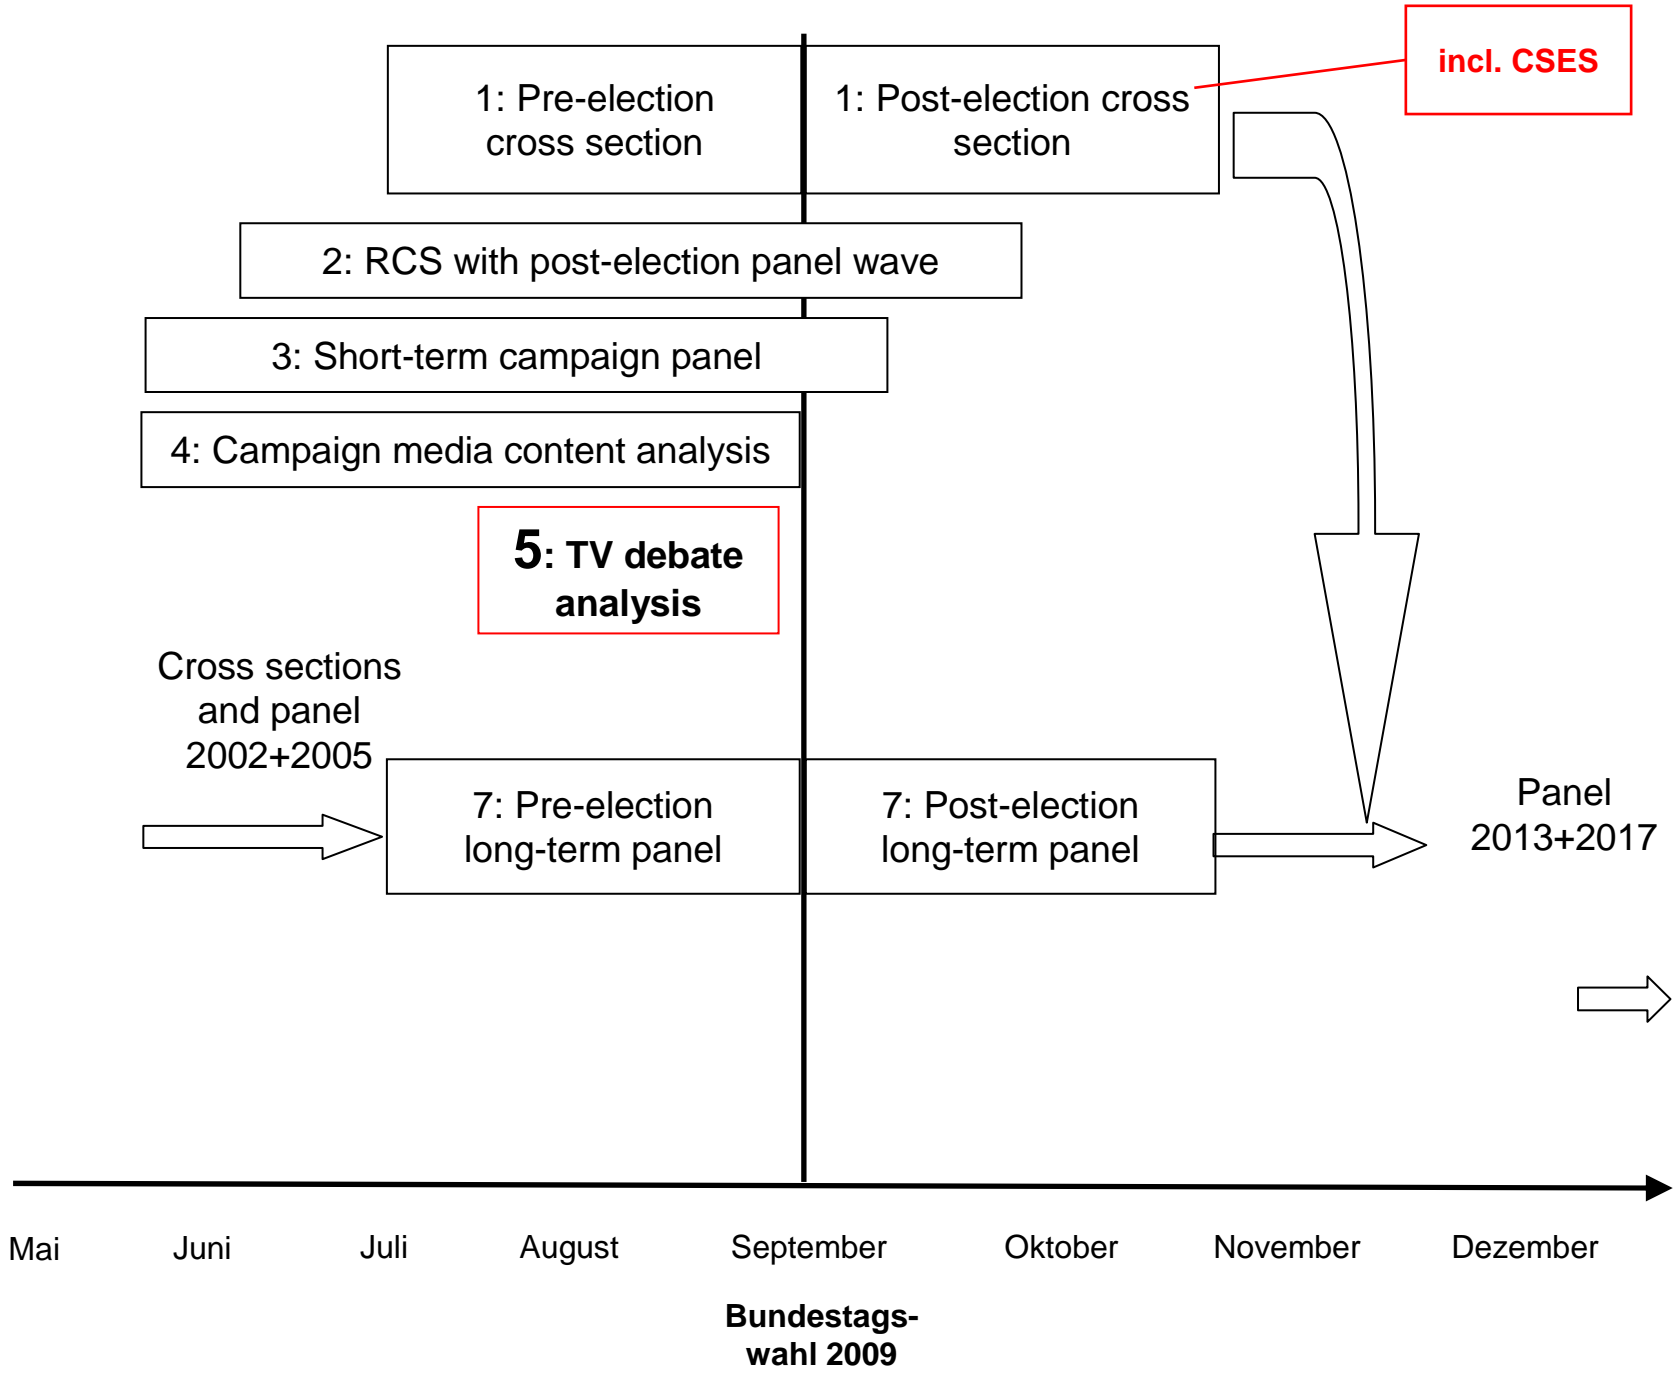 incl. CSES
1: Pre-election
cross section
1: Post-election cross
section
2: RCS with post-election panel wave
3: Short-term campaign panel
4: Campaign media content analysis
5: TV debate
analysis
Cross sections
and panel
2002+2005
7: Pre-election
long-term panel
7: Post-election
long-term panel
Panel
2013+2017
Mai
Juni
Juli
August
September
Oktober
November
Dezember
Bundestags-
wahl 2009